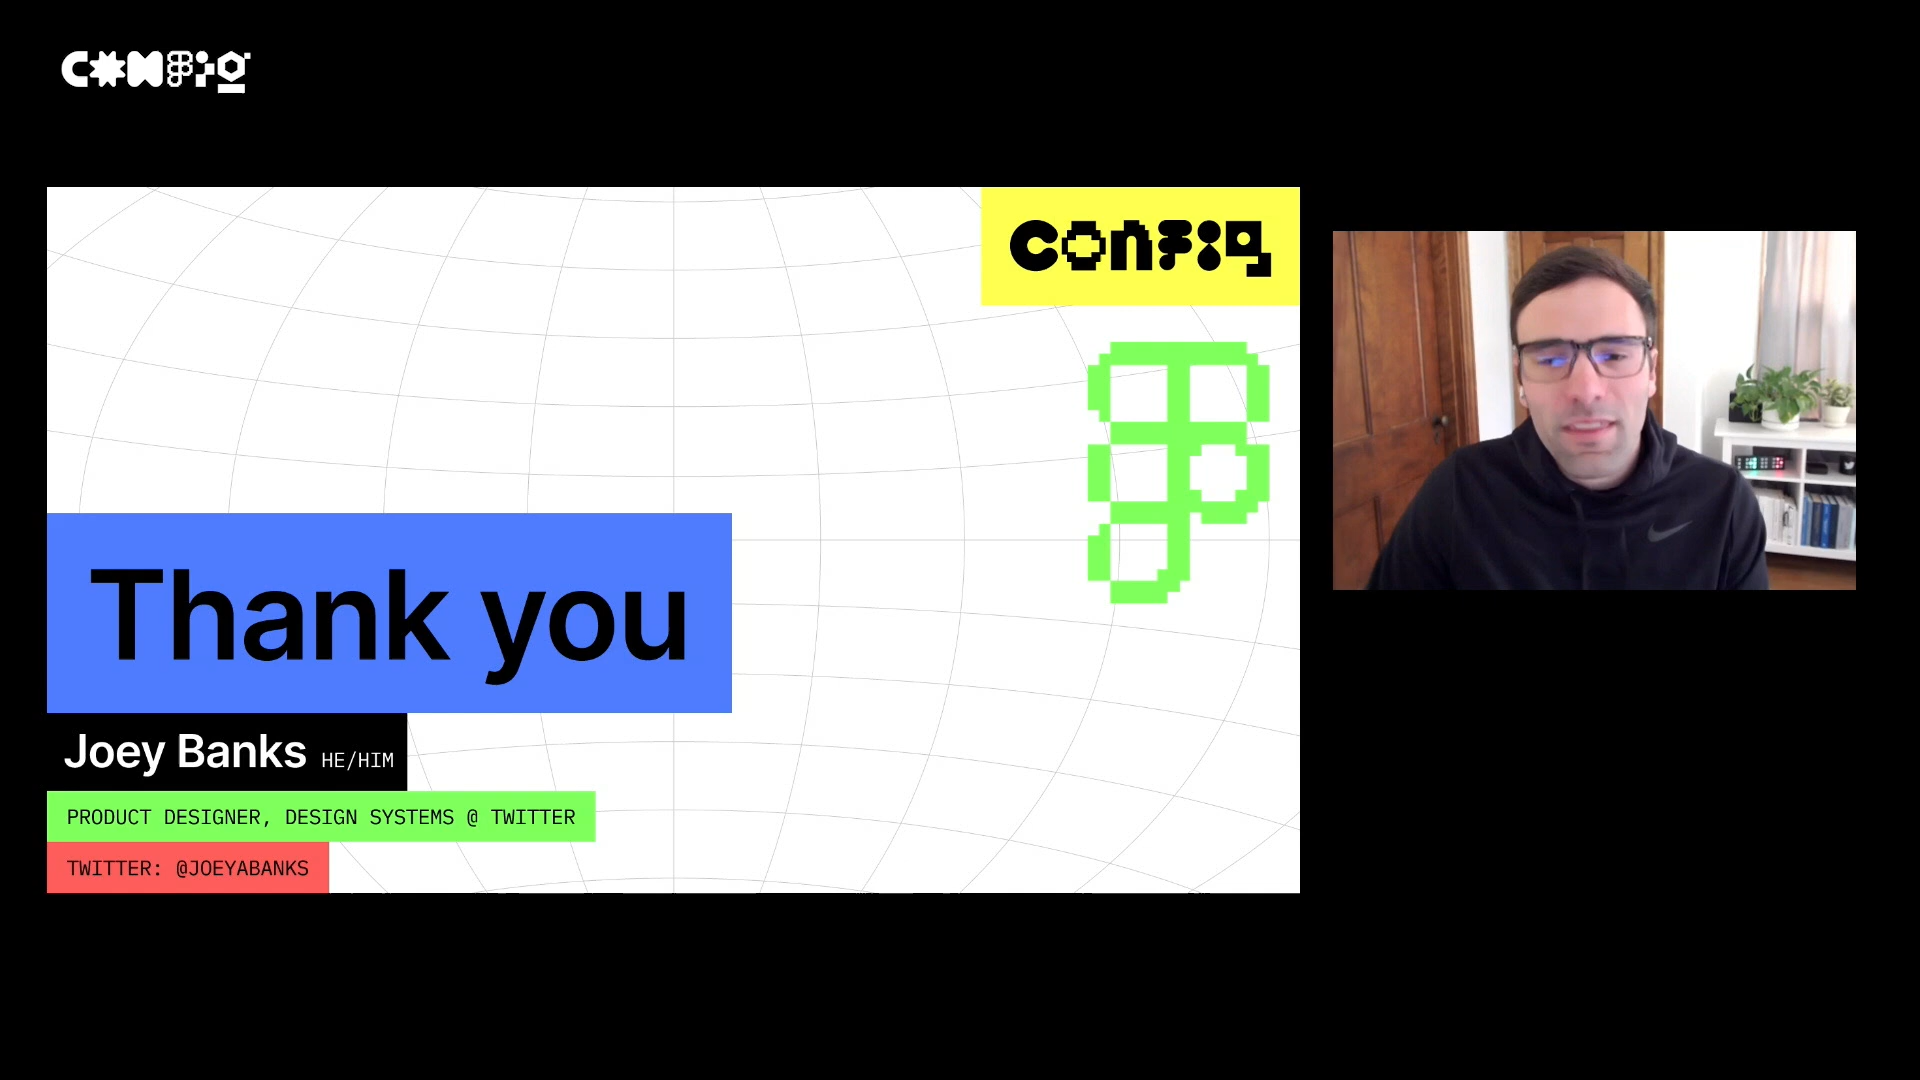 CONFIG
Config
Thank you
Joey Banks HE/HIM
PRODUCT DESIGNER, DESIGN SYSTEMS @ TWITTER
TWITTER: @JOEYABANKS